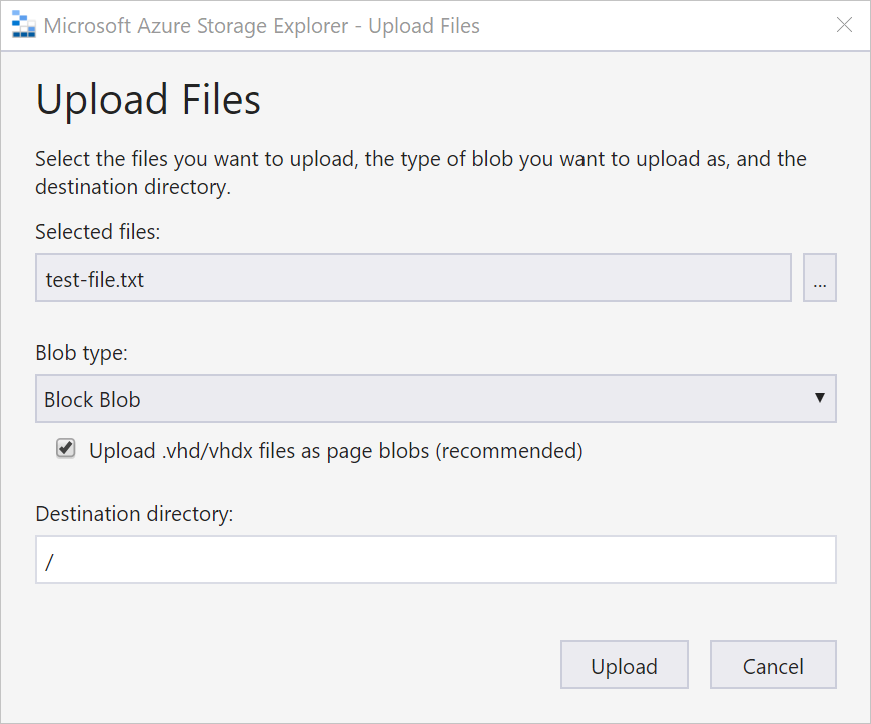 Microsoft Azure Storage Explorer - Upload Files
Upload Files
Select the files you want to upload, the type of blob you want to upload as, and the
destination directory.
Selected files:
test-file.txt
...
Blob type:
Block Blob
Upload .vhd/vhdx files as page blobs (recommended)
Destination directory:
/
Upload
Cancel